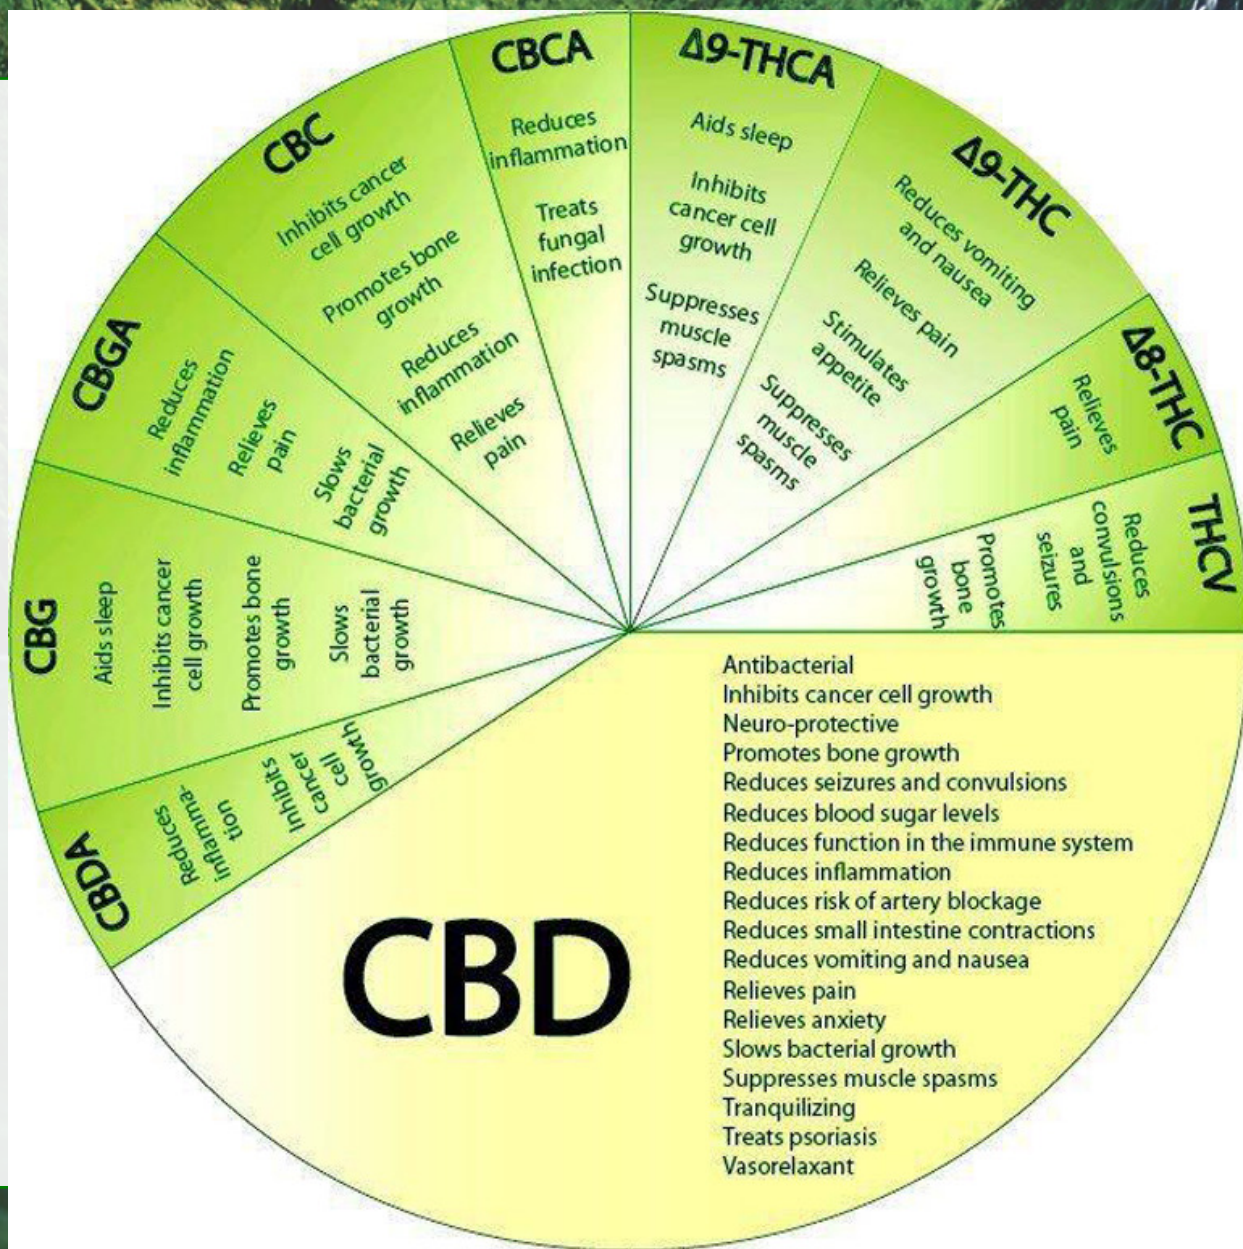 CBCA
Reduces
inflammation
Treats
fungal
infection
Δ9-THCA
Aids sleep
Inhibits
cancer cell
growth
Suppresses
muscle
spasms
Δ9-THC
Reduces vomiting
and nausea
Relieves pain
Stimulates
appetite
Suppresses
muscle
spasms
Δ8-THC
Relieves
pain
THCV
Reduces
convulsions
and
seizures
Promotes
bone
growth
CBD
Antibacterial
Inhibits cancer cell growth
Neuro-protective
Promotes bone growth
Reduces seizures and convulsions
Reduces blood sugar levels
Reduces function in the immune system
Reduces inflammation
Reduces risk of artery blockage
Reduces small intestine contractions
Reduces vomiting and nausea
Relieves pain
Relieves anxiety
Slows bacterial growth
Suppresses muscle spasms
Tranquilizing
Treats psoriasis
Vasorelaxant
CBDA
Reduces
inflamma-
tion
Inhibits
cancer
cell
growth
CBG
Aids sleep
Inhibits cancer
cell growth
Promotes bone
growth
Slows
bacterial
growth
CBGA
Reduces
inflammation
Relieves
pain
Slows
bacterial
growth
CBC
Inhibits cancer
cell growth
Promotes bone
growth
Reduces
inflammation
Relieves
pain